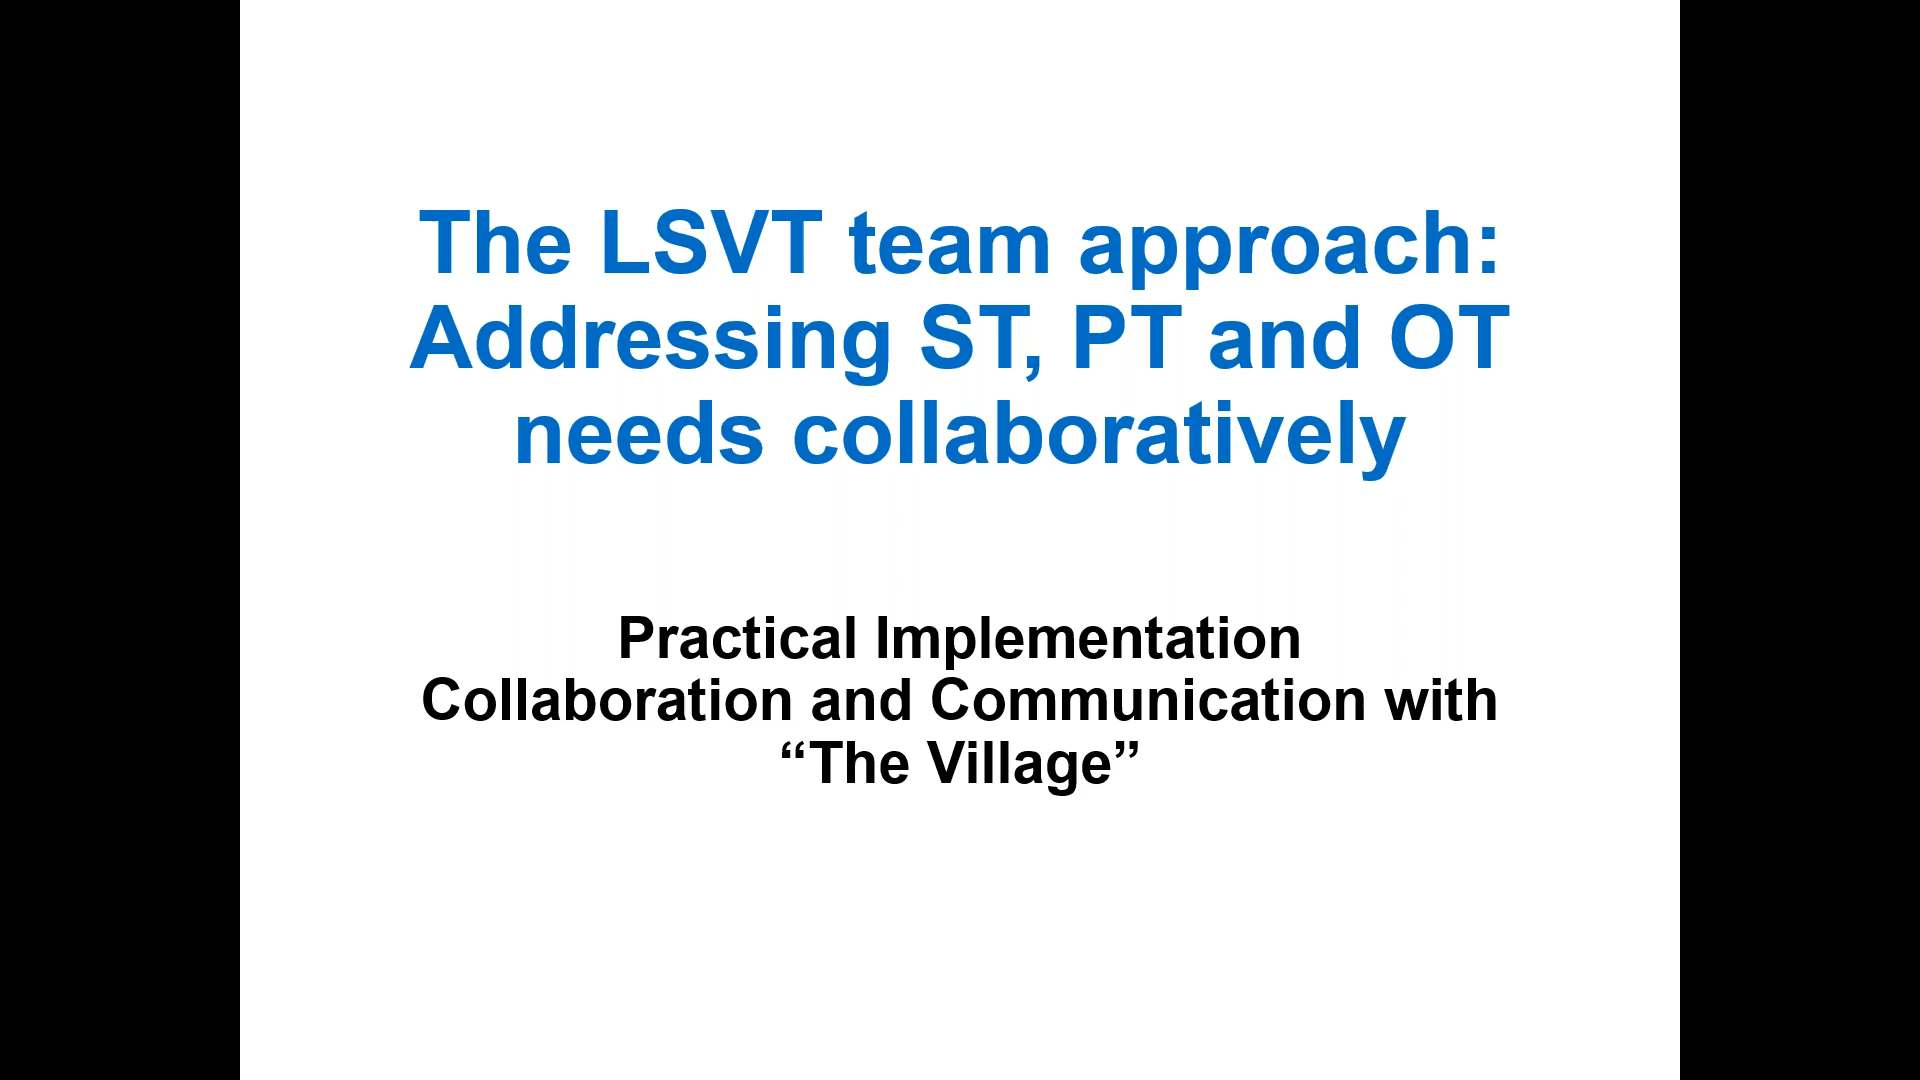 The LSVT team approach:
Addressing ST, PT and OT
needs collaboratively
Practical Implementation
Collaboration and Communication with
“The Village”